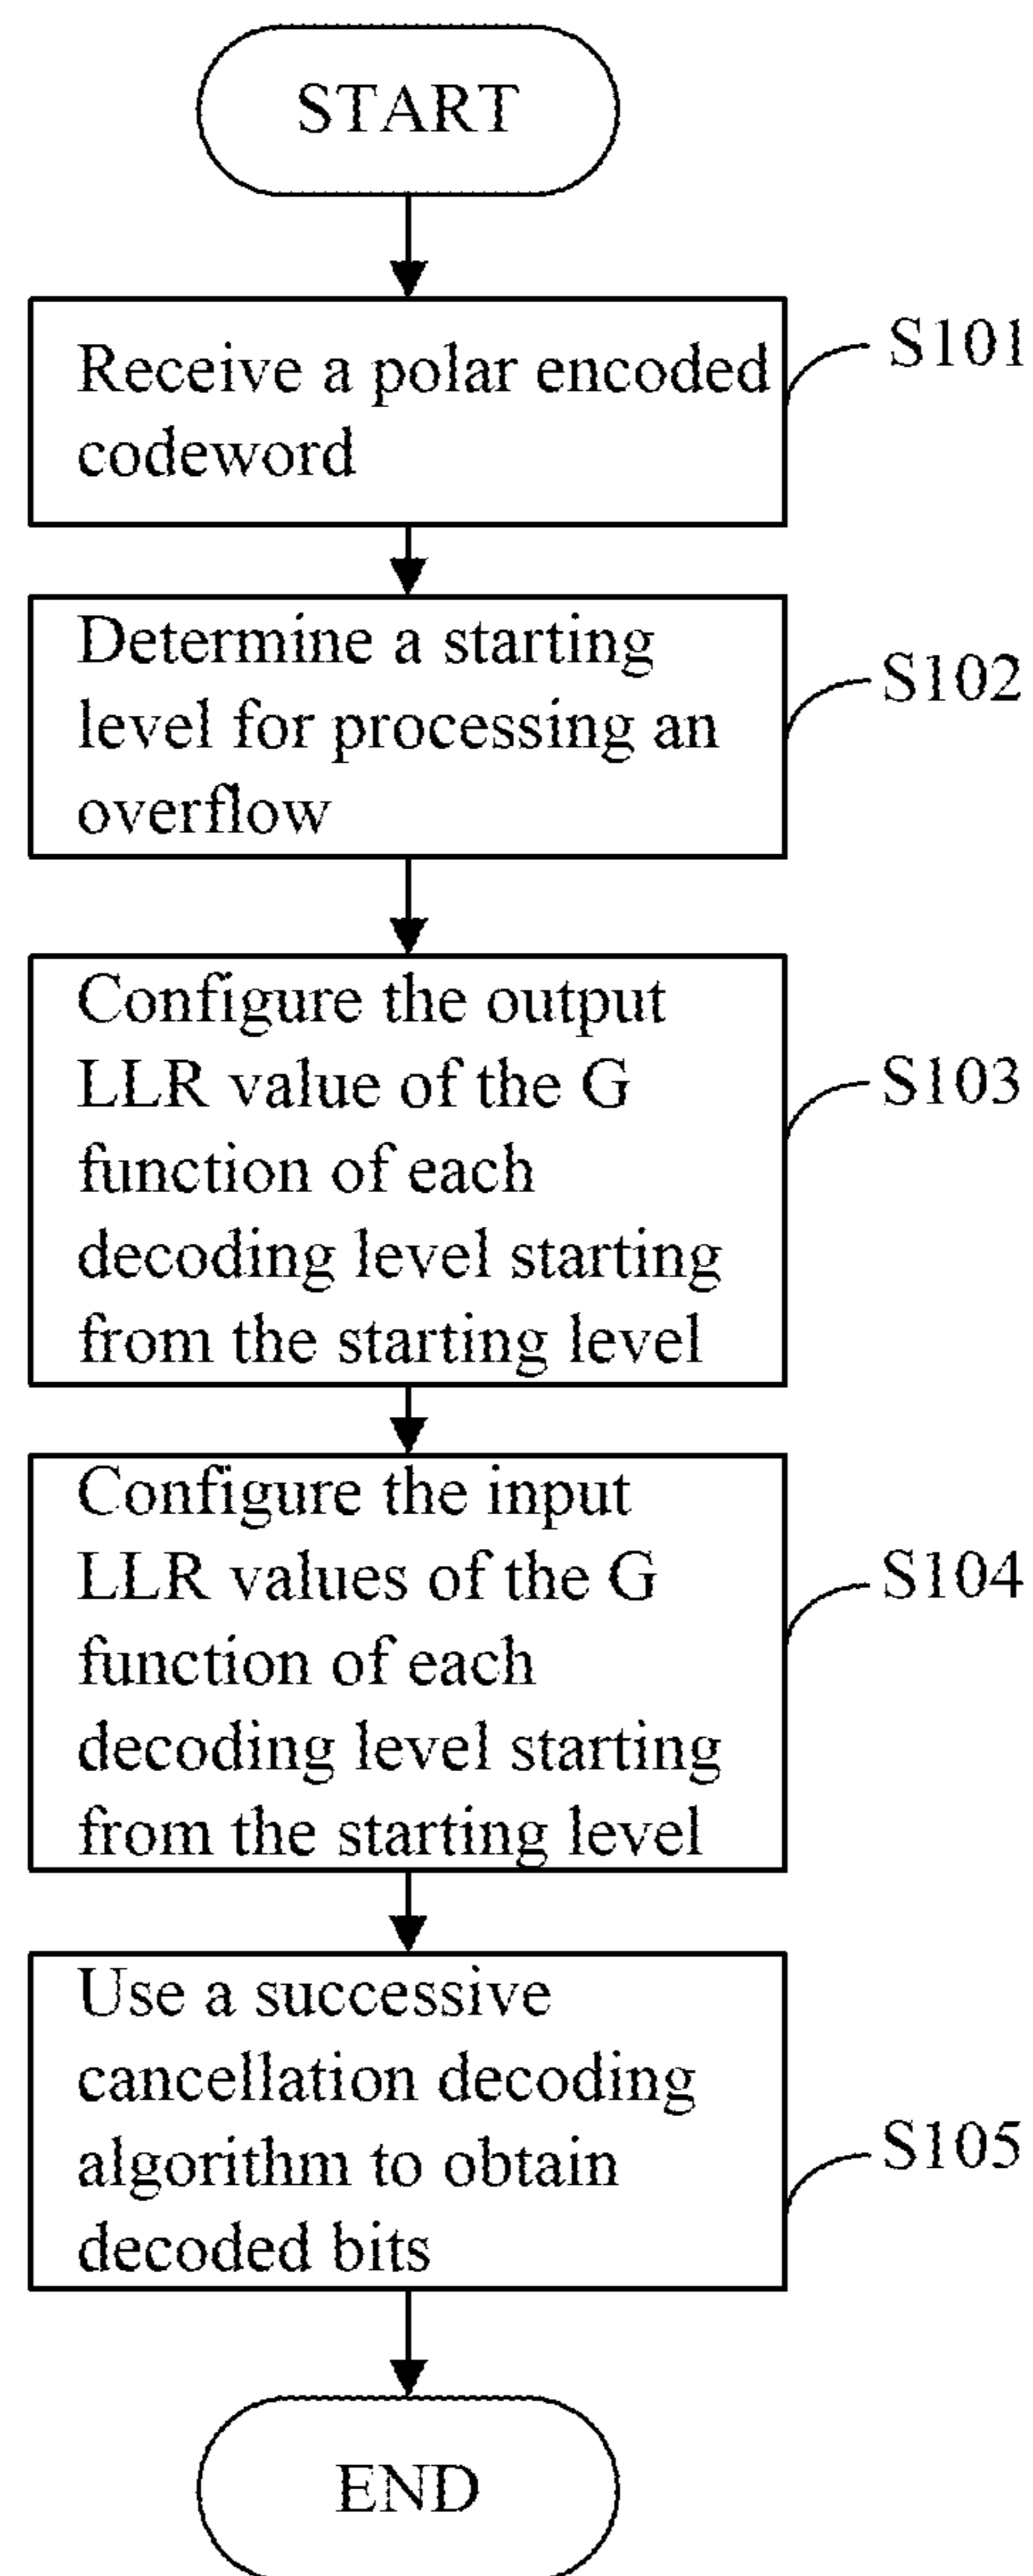 START
Receive a polar encoded
codeword
S101
Determine a starting
level for processing an
overflow
S102
Configure the output
LLR value of the G
function of each
decoding level starting
from the starting level
S103
Configure the input
LLR values of the G
function of each
decoding level starting
from the starting level
S104
Use a successive
cancellation decoding
algorithm to obtain
decoded bits
S105
END